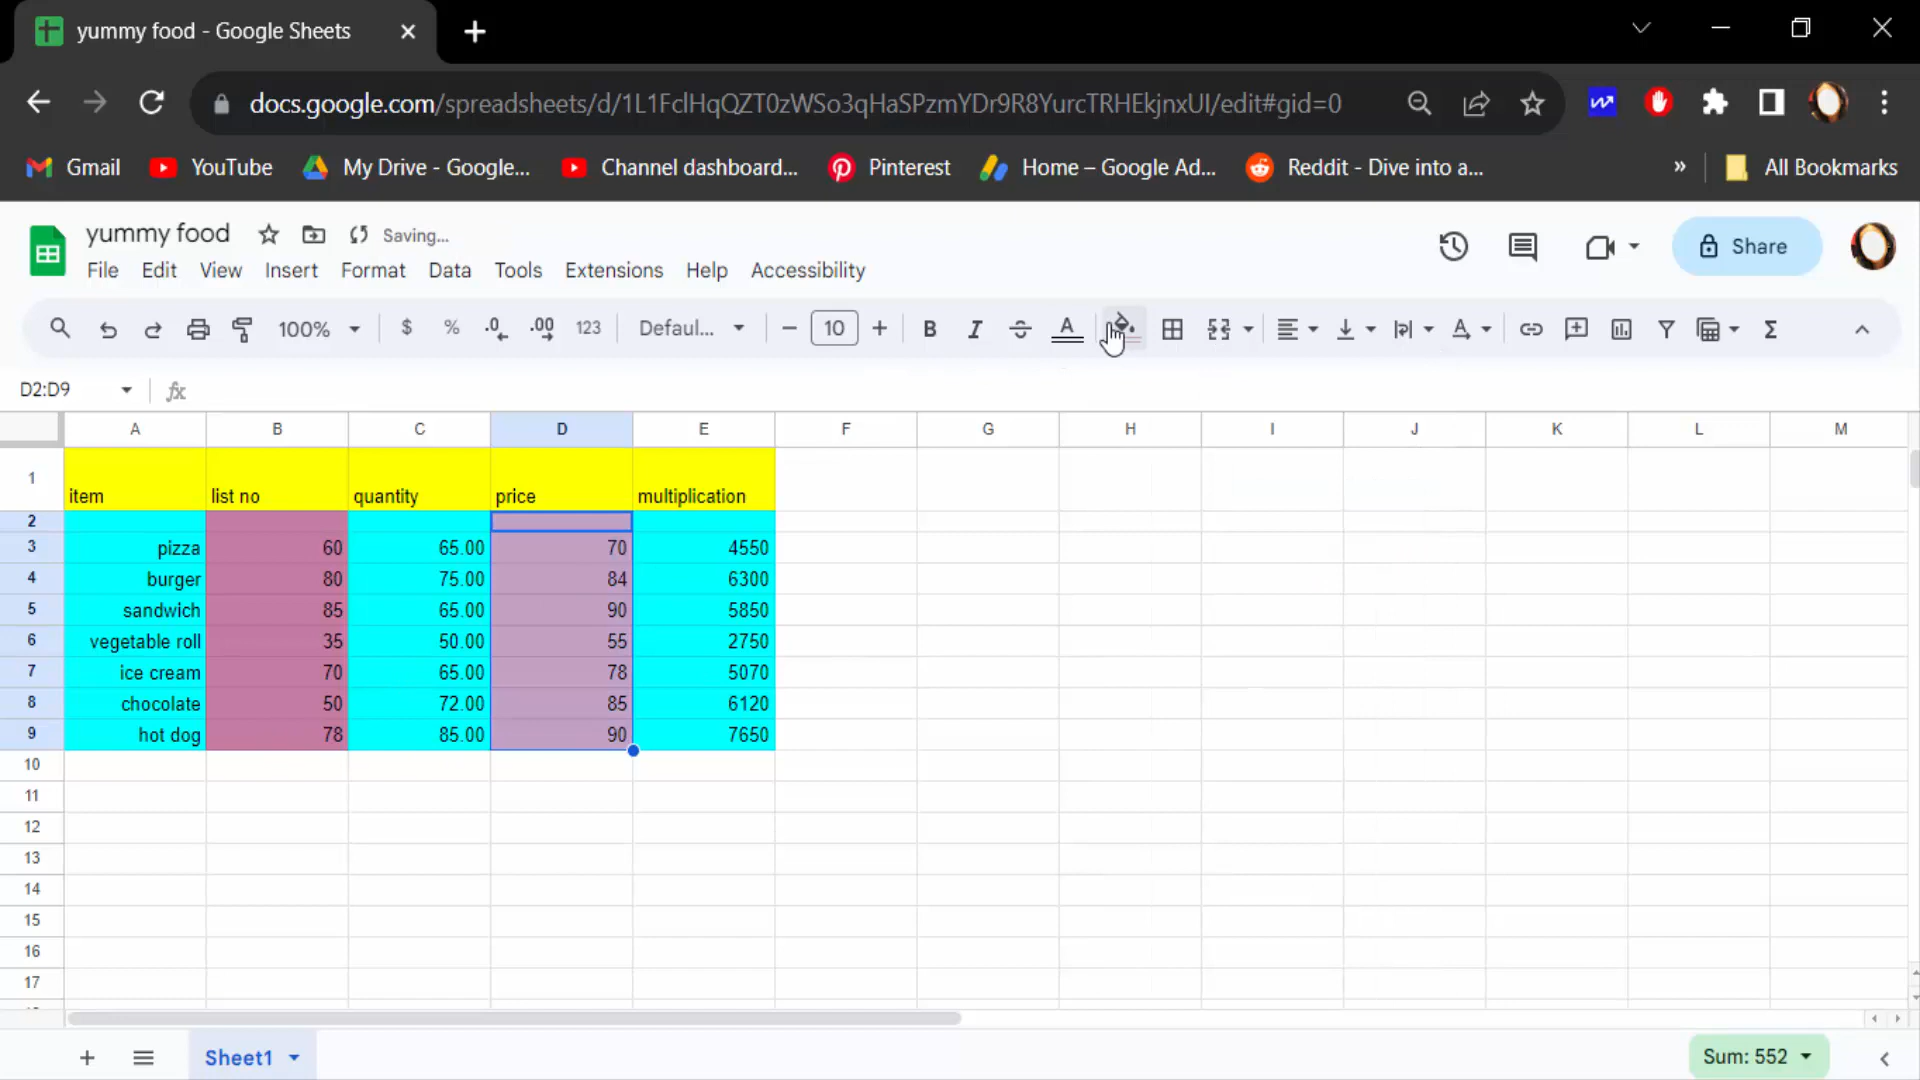 yummy food - Google Sheets
docs.google.com/spreadsheets/d/1L1FclHqQZT0zWSo3qHaSPzmYDr9R8YurcTRHEkjnxUI/edit#gid=0
Gmail YouTube My Drive - Google... Channel dashboard... Pinterest Home – Google Ad... Reddit - Dive into a... » All Bookmarks
yummy food Saving... Share
File Edit View Insert Format Data Tools Extensions Help Accessibility
100% $ % .0 .00 123 Defaul... − 10 + B I S A Σ
D2:D9 fx
A B C D E F G H I J K L M
1 item list no quantity price multiplication
2
3 pizza 60 65.00 70 4550
4 burger 80 75.00 84 6300
5 sandwich 85 65.00 90 5850
6 vegetable roll 35 50.00 55 2750
7 ice cream 70 65.00 78 5070
8 chocolate 50 72.00 85 6120
9 hot dog 78 85.00 90 7650
10
11
12
13
14
15
16
17
Sheet1 Sum: 552